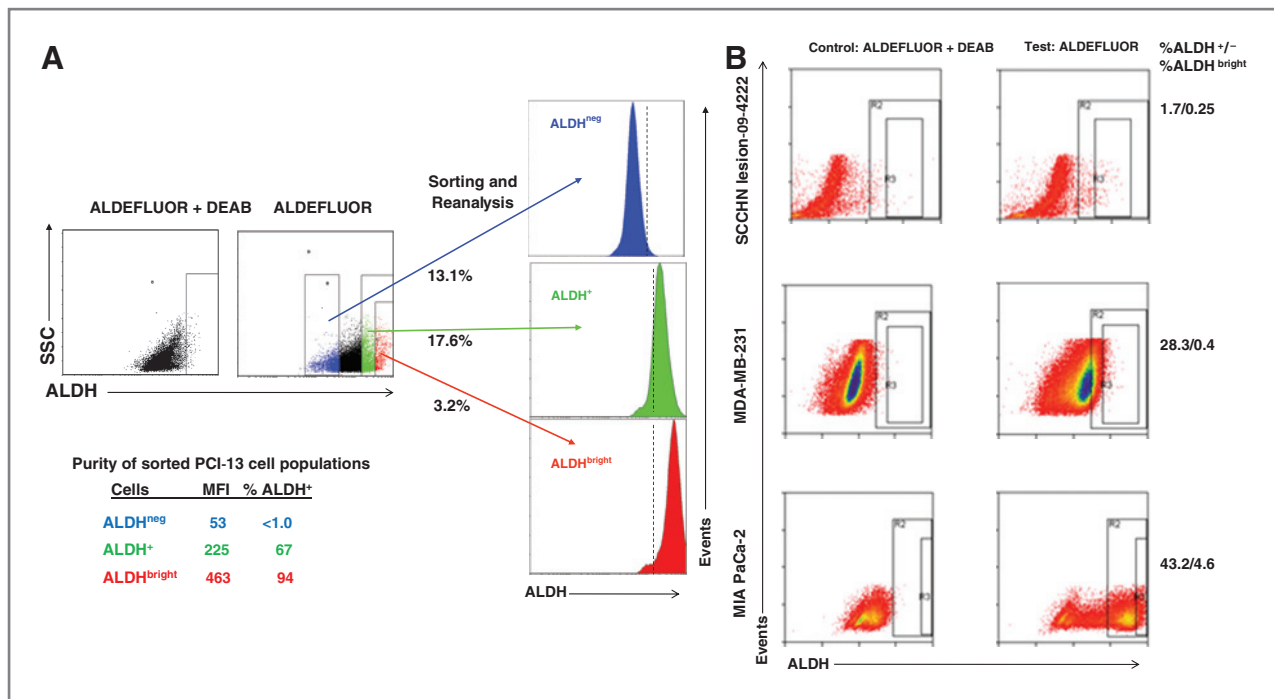 A
ALDEFLUOR + DEAB
ALDEFLUOR
SSC
ALDH
Sorting and
Reanalysis
13.1%
17.6%
3.2%
ALDHneg
ALDH+
ALDHbright
ALDH
Events
Purity of sorted PCI-13 cell populations
Cells MFI % ALDH+
ALDHneg 53 <1.0
ALDH+ 225 67
ALDHbright 463 94
B
Control: ALDEFLUOR + DEAB
Test: ALDEFLUOR
%ALDH +/−
%ALDH bright
SCCHN lesion-09-4222
R2
R3
R2
R3
1.7/0.25
MDA-MB-231
R2
R3
R2
R3
28.3/0.4
MIA PaCa-2
R2
R3
R2
R3
43.2/4.6
Events
ALDH